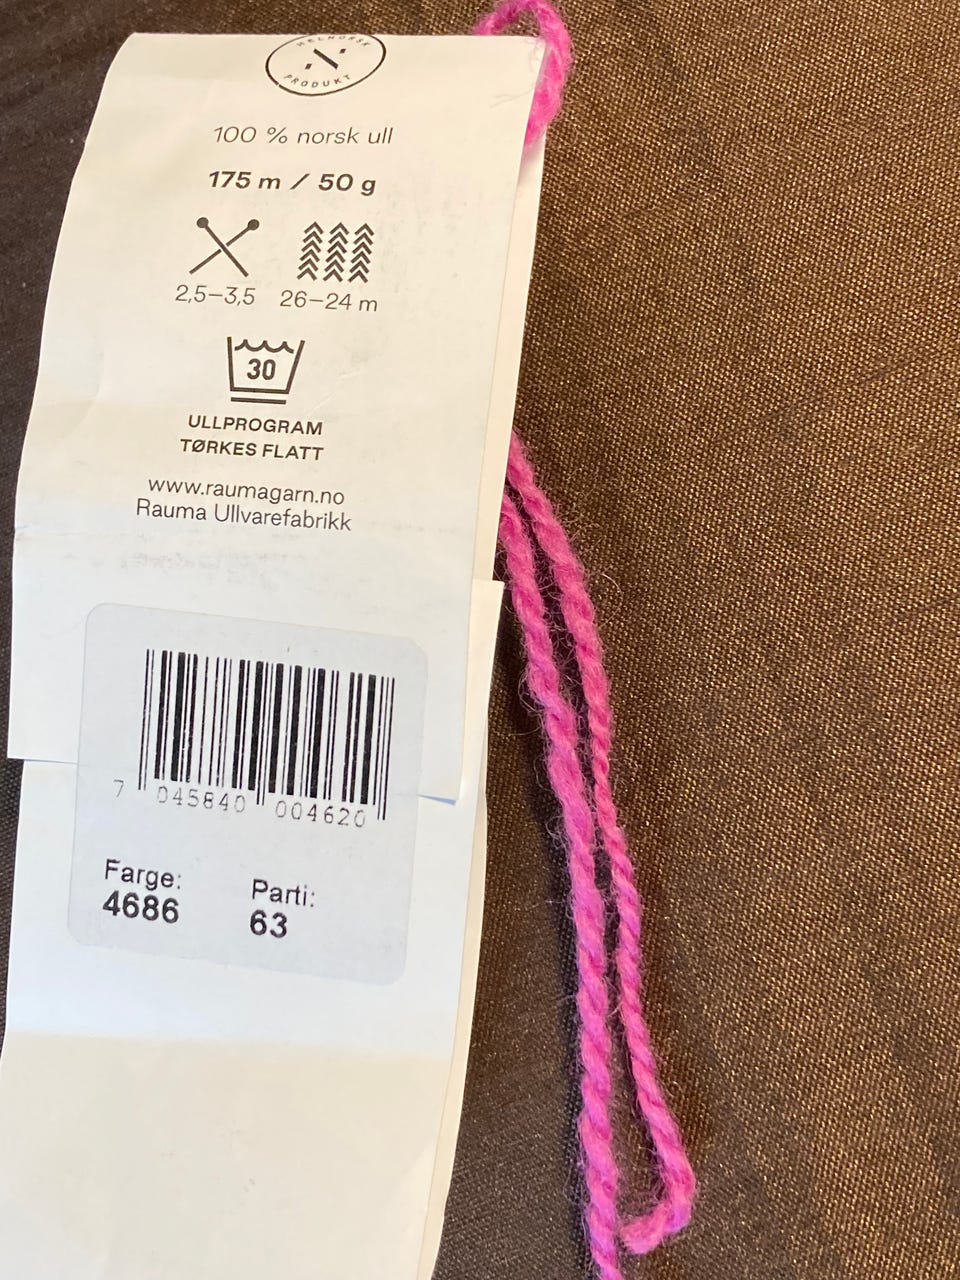 HELNORSK
PRODUKT
100 % norsk ull
175 m / 50 g
2,5–3,5 26–24 m
30
ULLPROGRAM
TØRKES FLATT
www.raumagarn.no
Rauma Ullvarefabrikk
7 045840 004620
Farge: Parti:
4686 63